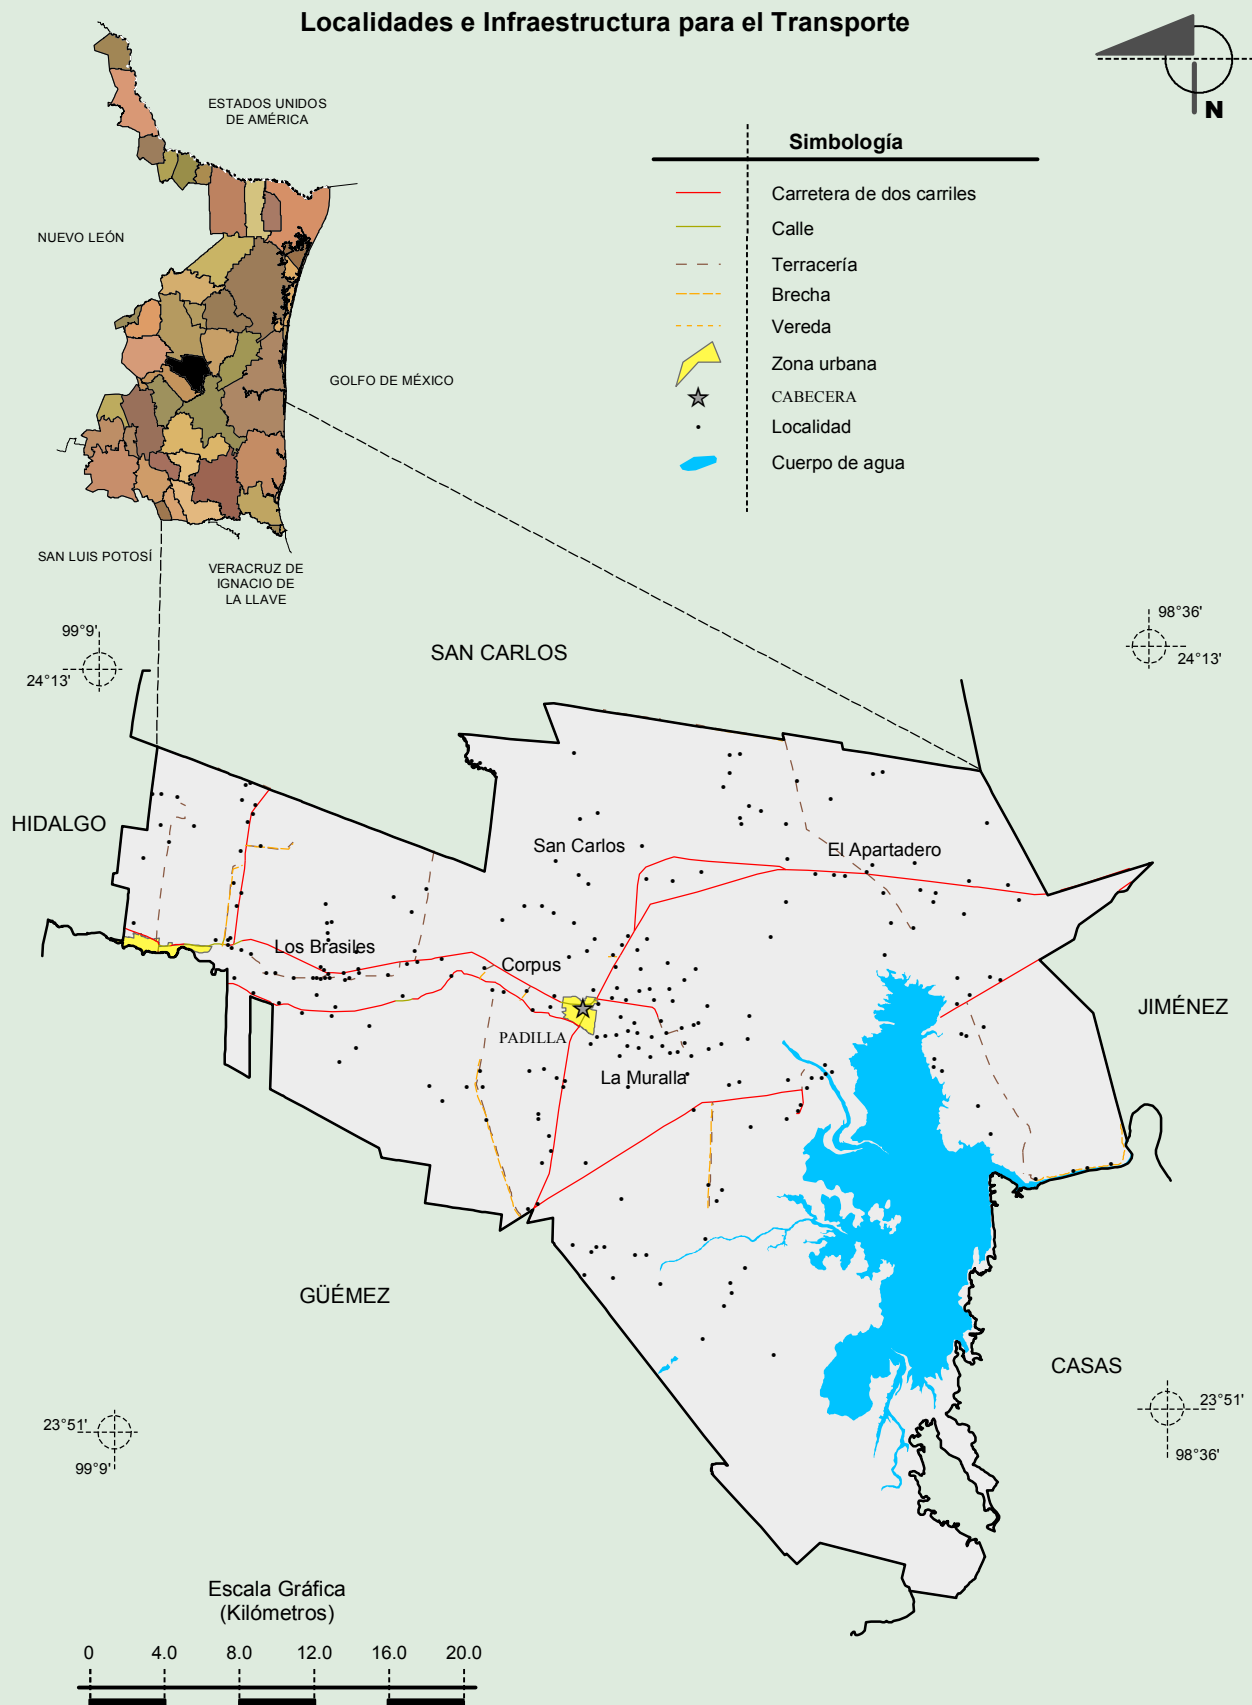 Localidades e Infraestructura para el Transporte
N
ESTADOS UNIDOS
DE AMÉRICA
NUEVO LEÓN
GOLFO DE MÉXICO
SAN LUIS POTOSÍ
VERACRUZ DE
IGNACIO DE
LA LLAVE
Simbología
Carretera de dos carriles
Calle
Terracería
Brecha
Vereda
Zona urbana
CABECERA
Localidad
Cuerpo de agua
99°9'
24°13'
98°36'
24°13'
SAN CARLOS
HIDALGO
San Carlos
El Apartadero
Los Brasiles
Corpus
PADILLA
La Muralla
JIMÉNEZ
GÜÉMEZ
CASAS
23°51'
99°9'
23°51'
98°36'
Escala Gráfica
(Kilómetros)
0 4.0 8.0 12.0 16.0 20.0